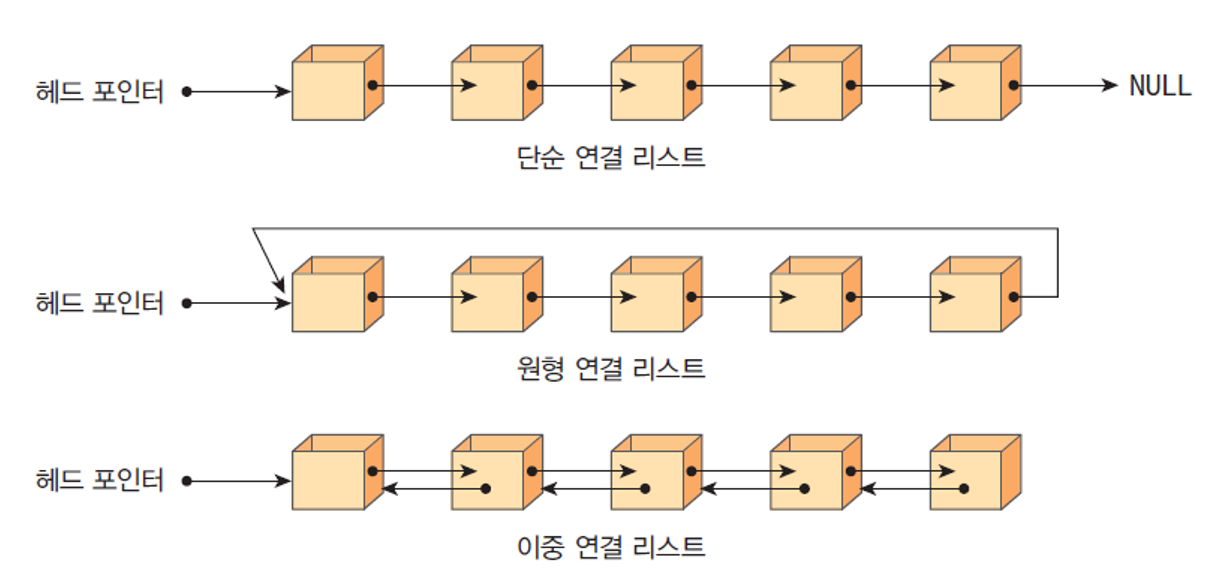 헤드 포인터
NULL
단순 연결 리스트
헤드 포인터
원형 연결 리스트
헤드 포인터
이중 연결 리스트